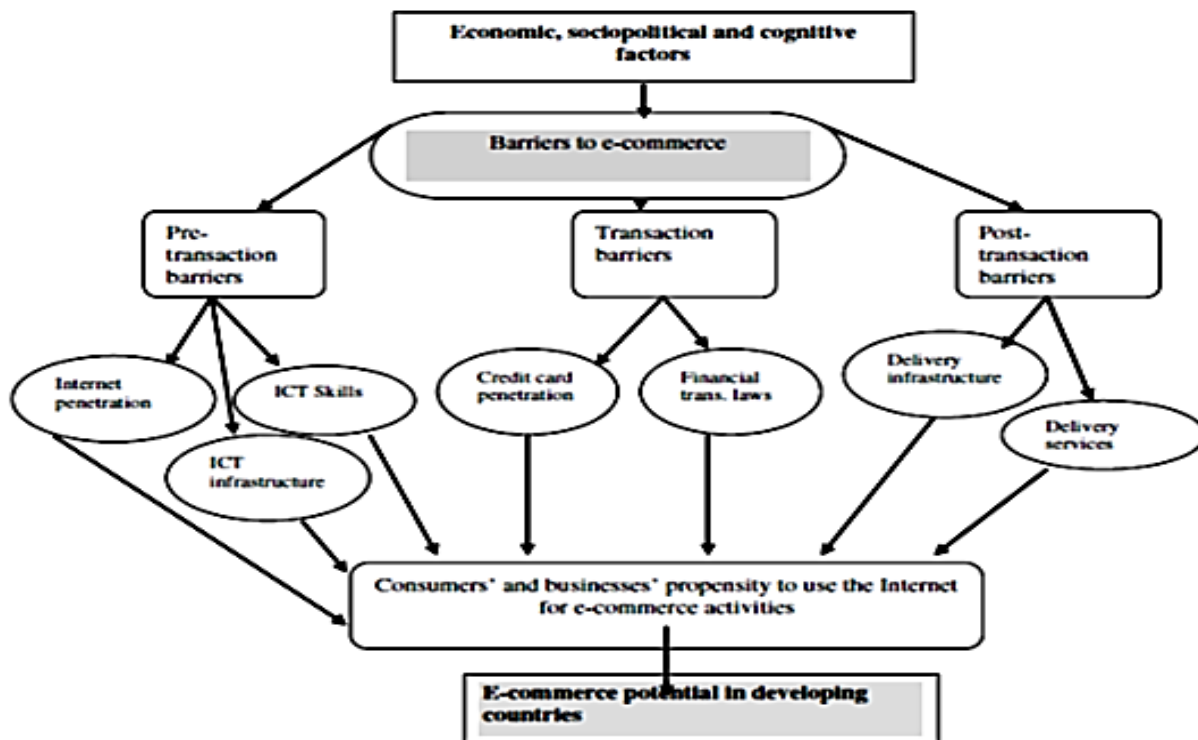 Economic, sociopolitical and cognitive
factors
Barriers to e-commerce
Pre-
transaction
barriers
Transaction
barriers
Post-
transaction
barriers
Internet
penetration
ICT Skills
ICT
infrastructure
Credit card
penetration
Financial
trans. laws
Delivery
infrastructure
Delivery
services
Consumers' and businesses' propensity to use the Internet
for e-commerce activities
E-commerce potential in developing
countries